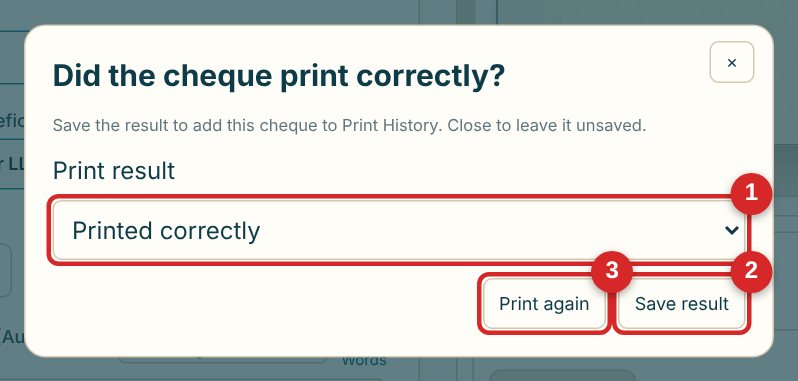 Did the cheque print correctly?
×
Save the result to add this cheque to Print History. Close to leave it unsaved.
Print result
1
Printed correctly
3
2
Print again
Save result
Words